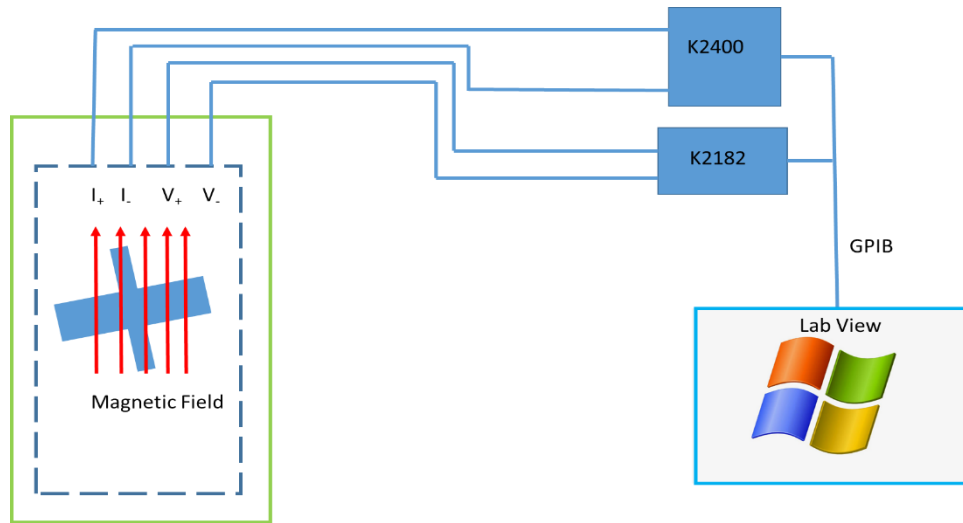 K2400
K2182
I₊ I₋ V₊ V₋
GPIB
Lab View
Magnetic Field